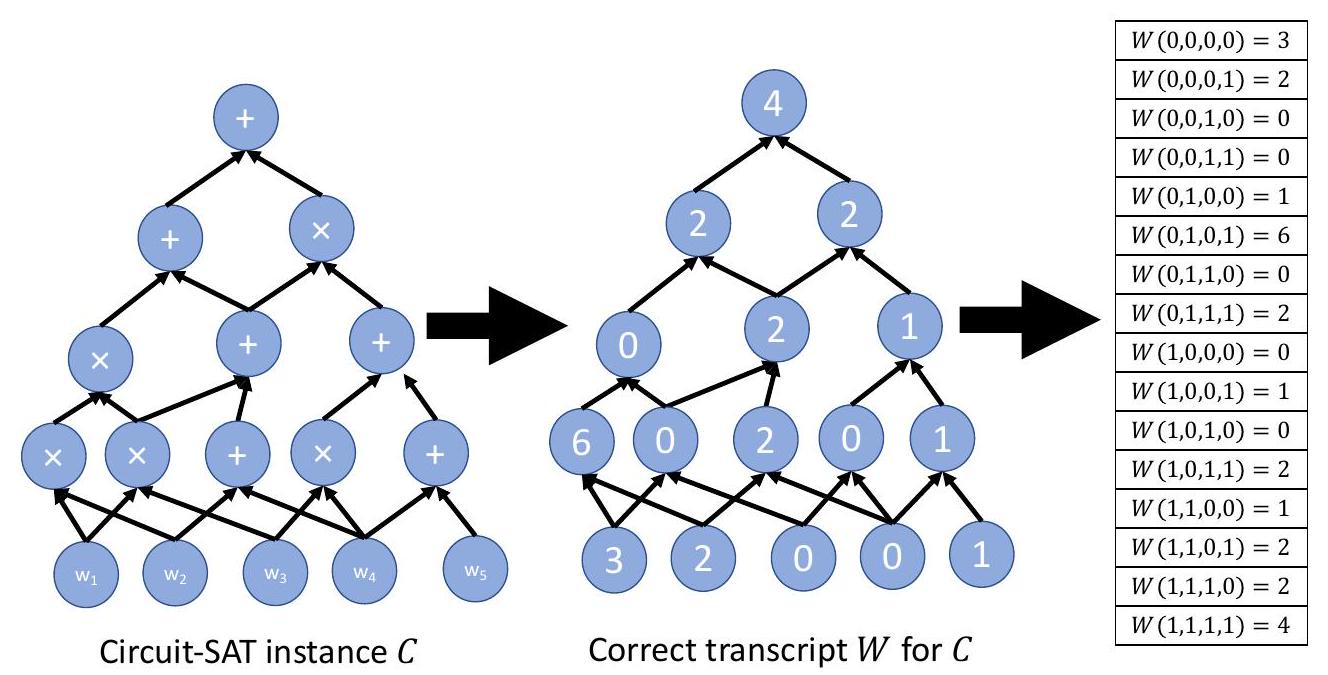 +
+ ×
× + +
× × + × +
w₁ w₂ w₃ w₄ w₅
Circuit-SAT instance C
4
2 2
0 2 1
6 0 2 0 1
3 2 0 0 1
Correct transcript W for C
W(0,0,0,0) = 3
W(0,0,0,1) = 2
W(0,0,1,0) = 0
W(0,0,1,1) = 0
W(0,1,0,0) = 1
W(0,1,0,1) = 6
W(0,1,1,0) = 0
W(0,1,1,1) = 2
W(1,0,0,0) = 0
W(1,0,0,1) = 1
W(1,0,1,0) = 0
W(1,0,1,1) = 2
W(1,1,0,0) = 1
W(1,1,0,1) = 2
W(1,1,1,0) = 2
W(1,1,1,1) = 4